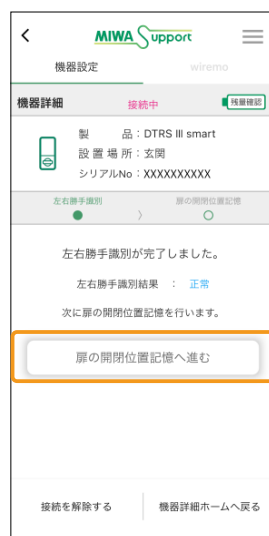 MIWA Support
機器設定 wiremo
機器詳細 接続中 残量確認
製品：DTRS III smart
設置場所：玄関
シリアルNo：XXXXXXXXXX
左右勝手識別 扉の開閉位置記憶
左右勝手識別が完了しました。
左右勝手識別結果 ： 正常
次に扉の開閉位置記憶を行います。
扉の開閉位置記憶へ進む
接続を解除する 機器詳細ホームへ戻る